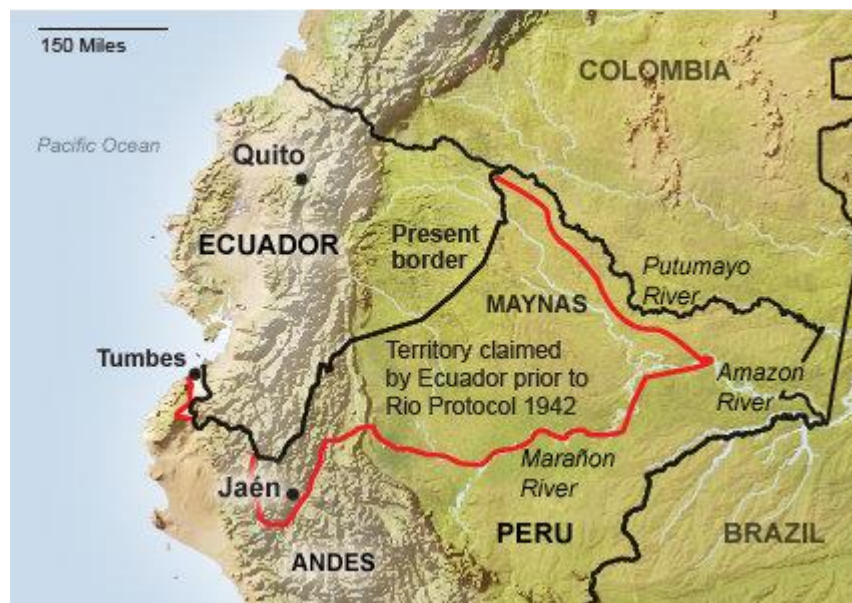 150 Miles
COLOMBIA
Pacific Ocean
Quito
ECUADOR
Present
border
Putumayo
River
MAYNAS
Tumbes
Territory claimed
by Ecuador prior to
Rio Protocol 1942
Amazon
River
Marañon
River
Jaén
PERU
BRAZIL
ANDES